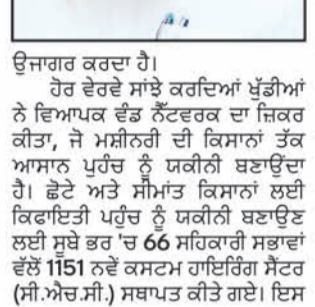 ਉਜਾਗਰ ਕਰਦਾ ਹੈ।
ਹੋਰ ਵੇਰਵੇ ਸਾਂਝੇ ਕਰਦਿਆਂ ਖੁੱਡੀਆਂ
ਨੇ ਵਿਆਪਕ ਵੰਡ ਨੈੱਟਵਰਕ ਦਾ ਜ਼ਿਕਰ
ਕੀਤਾ, ਜੋ ਮਸ਼ੀਨਰੀ ਦੀ ਕਿਸਾਨਾਂ ਤੱਕ
ਆਸਾਨ ਪਹੁੰਚ ਨੂੰ ਯਕੀਨੀ ਬਣਾਉਂਦਾ
ਹੈ। ਛੋਟੇ ਅਤੇ ਸੀਮਾਂਤ ਕਿਸਾਨਾਂ ਲਈ
ਕਿਫਾਇਤੀ ਪਹੁੰਚ ਨੂੰ ਯਕੀਨੀ ਬਣਾਉਣ
ਲਈ ਸੂਬੇ ਭਰ 'ਚ 66 ਸਹਿਕਾਰੀ ਸਭਾਵਾਂ
ਵੱਲੋਂ 1151 ਨਵੇਂ ਕਸਟਮ ਹਾਇਰਿੰਗ ਸੈਂਟਰ
(ਸੀ.ਐਚ.ਸੀ.) ਸਥਾਪਤ ਕੀਤੇ ਗਏ। ਇਸ